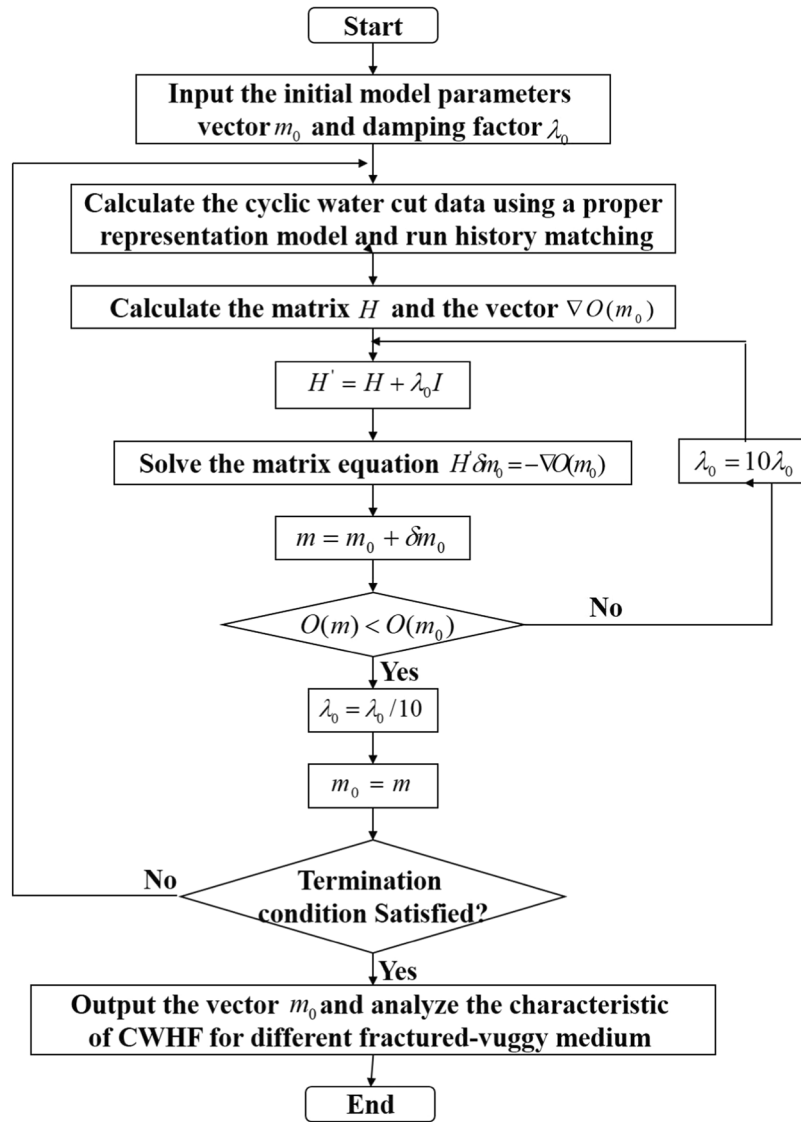 Start
Input the initial model parameters
vector m₀ and damping factor λ₀
Calculate the cyclic water cut data using a proper
representation model and run history matching
Calculate the matrix H and the vector ∇O(m₀)
H' = H + λ₀I
Solve the matrix equation H'δm₀ = −∇O(m₀)
λ₀ = 10λ₀
m = m₀ + δm₀
O(m) < O(m₀)
No
Yes
λ₀ = λ₀ /10
m₀ = m
Termination
condition Satisfied?
No
Yes
Output the vector m₀ and analyze the characteristic
of CWHF for different fractured-vuggy medium
End